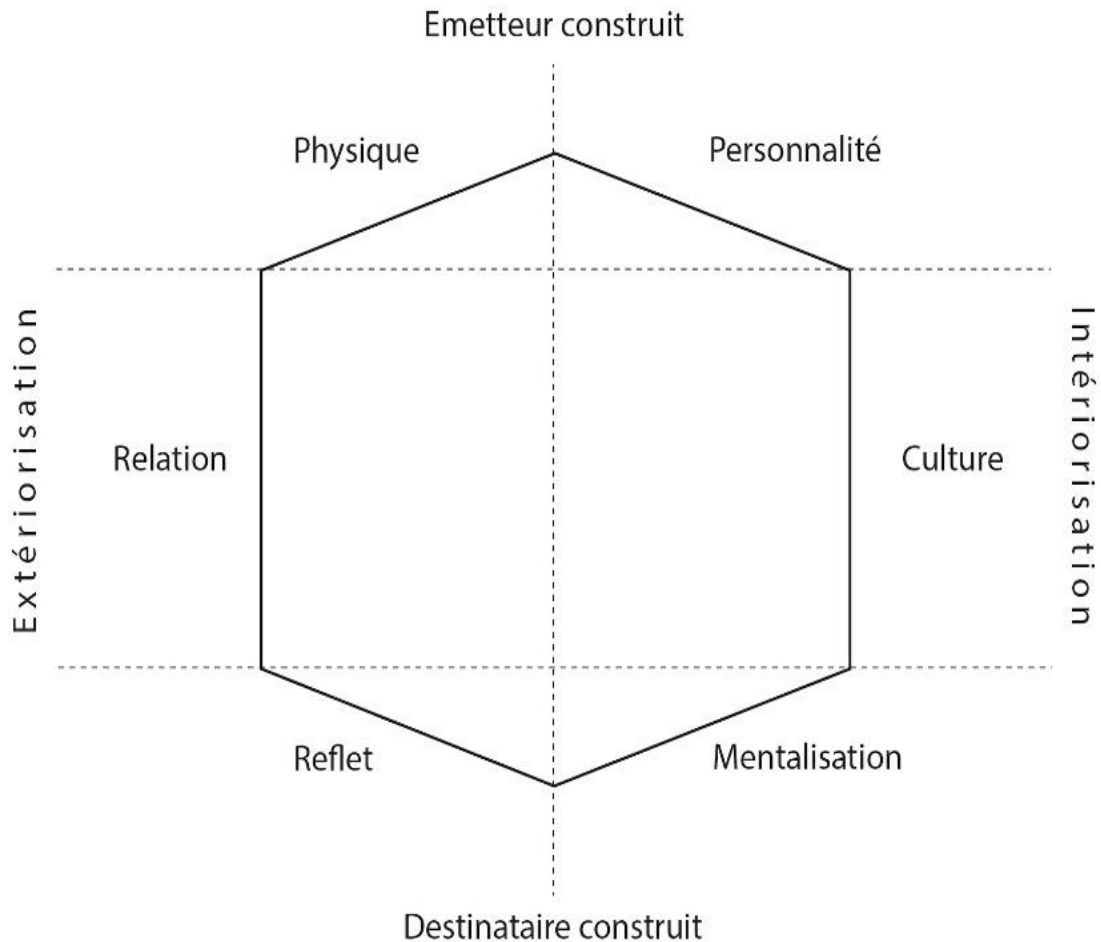 Emetteur construit
Physique
Personnalité
Extériorisation
Relation
Culture
Intériorisation
Reflet
Mentalisation
Destinataire construit